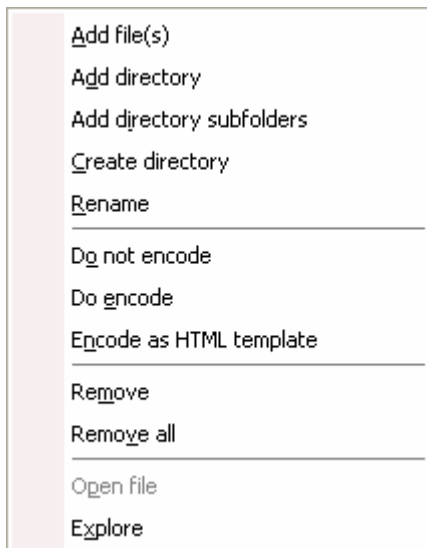 Add file(s)
Add directory
Add directory subfolders
Create directory
Rename
Do not encode
Do encode
Encode as HTML template
Remove
Remove all
Open file
Explore